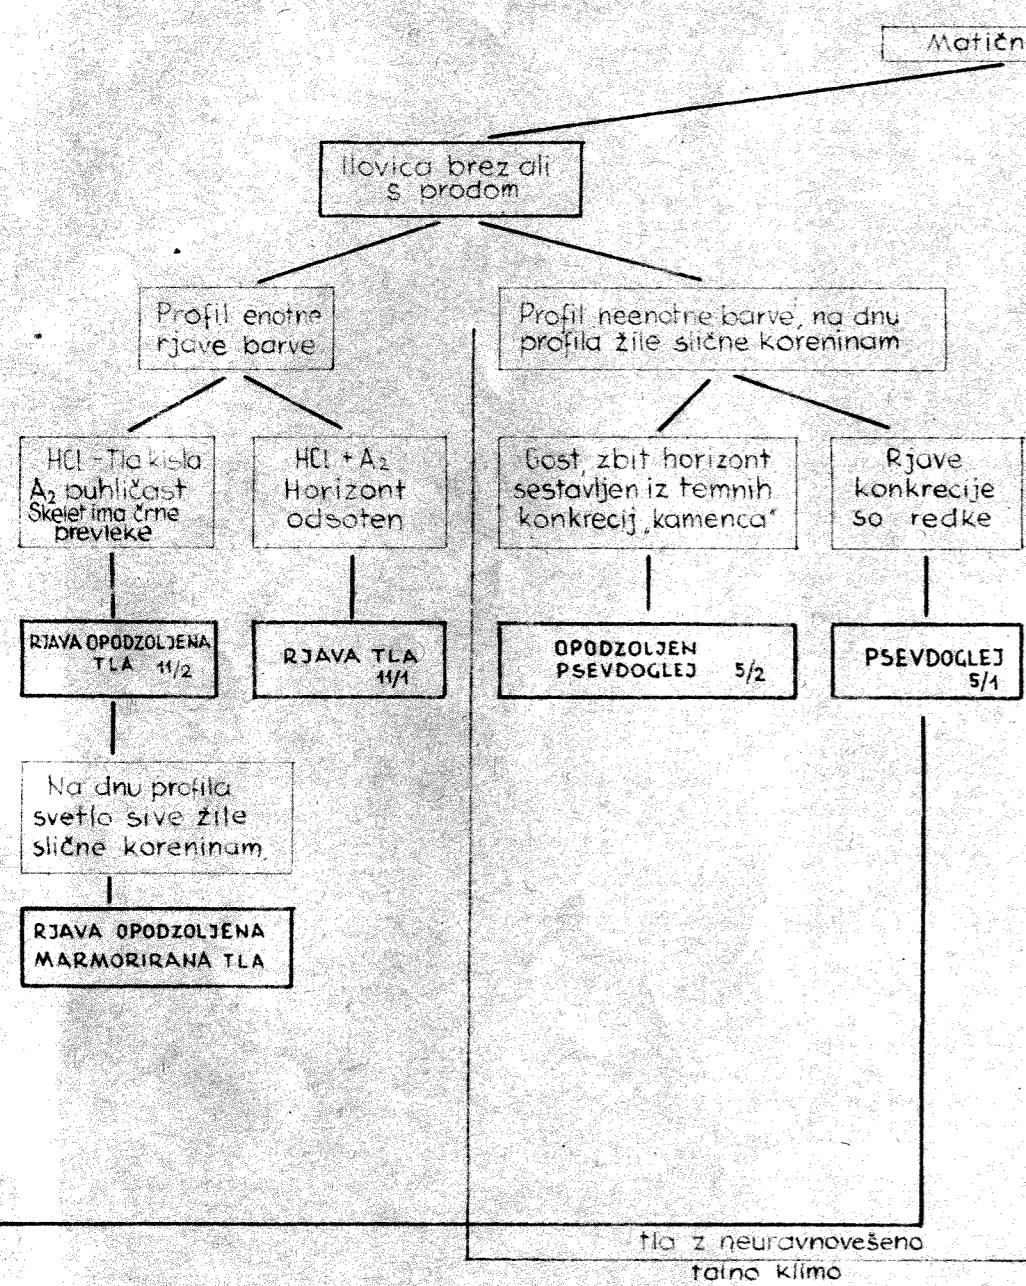 Matičn
Ilovica brez ali
s prodom
Profil enotne
rjave barve
Profil neenotne barve, na dnu
profila žile slične koreninam
HCl - Tla kisla
A₂ puhličast
Skelet ima črne
prevleke
HCl + A₂
Horizont
odsoten
Gost, zbit horizont
sestavljen iz temnih
konkrecij „kamenca"
Rjave
konkrecije
so redke
RJAVA OPODZOLJENA
TLA 11/2
RJAVA TLA
11/1
OPODZOLJEN
PSEVDOGLEJ 5/2
PSEVDOGLEJ
5/1
Na dnu profila
svetlo sive žile
slične koreninam
RJAVA OPODZOLJENA
MARMORIRANA TLA
tla z neuravnovešeno
talno klimo